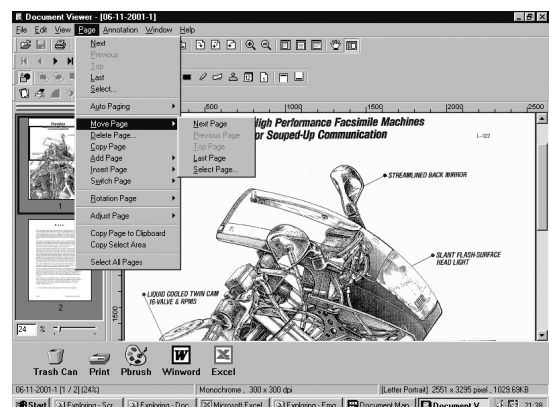 Document Viewer - [06-11-2001-1]
File Edit View Page Annotation Window Help
Next
Previous
Top
Last
Select...
Auto Paging
Move Page
Delete Page...
Copy Page
Add Page
Insert Page
Switch Page
Rotation Page
Adjust Page
Copy Page to Clipboard
Copy Select Area
Select All Pages
Next Page
Previous Page
Top Page
Last Page
Select Page...
500 1000 1500 2000
High Performance Facsimile Machines
or Souped-Up Communication
STREAMLINED BACK MIRROR
SLANT FLASH-SURFACE
HEAD LIGHT
LIQUID COOLED TWIN CAM
16-VALVE & RPMS
1500
1
2
24 %
Trash Can Print Pbrush Winword Excel
06-11-2001-1 [1 / 2] (24%) Monochrome , 300 x 300 dpi [Letter Portrait] 2551 x 3295 pixel , 1029.69KB
Start Exploring - Scr... Exploring - Doc... Microsoft Excel Exploring - Emg... Document Man... Document V... 21:38